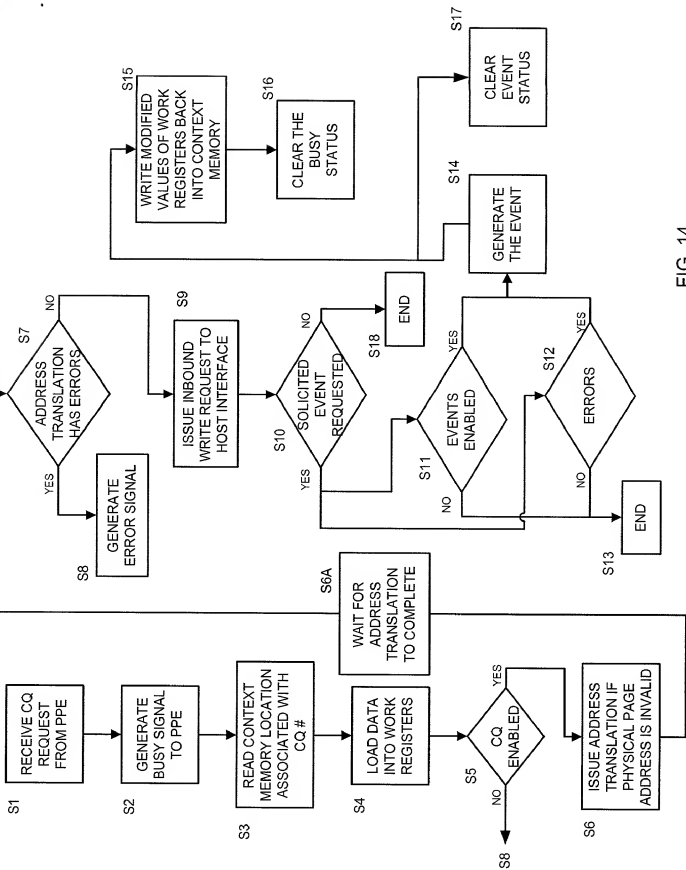 S1
RECEIVE CQ
REQUEST
FROM PPE
S2
GENERATE
BUSY SIGNAL
TO PPE
S3
READ CONTEXT
MEMORY LOCATION
ASSOCIATED WITH
CQ #
S4
LOAD DATA
INTO WORK
REGISTERS
S5
CQ
ENABLED
NO
YES
S8
S6
ISSUE ADDRESS
TRANSLATION IF
PHYSICAL PAGE
ADDRESS IS INVALID
S6A
WAIT FOR
ADDRESS
TRANSLATION
TO COMPLETE
S7
ADDRESS
TRANSLATION
HAS ERRORS
YES
NO
S8
GENERATE
ERROR SIGNAL
S9
ISSUE INBOUND
WRITE REQUEST TO
HOST INTERFACE
S10
SOLICITED
EVENT
REQUESTED
YES
NO
S18
END
S11
EVENTS
ENABLED
NO
YES
S12
ERRORS
NO
YES
S13
END
S14
GENERATE
THE EVENT
S15
WRITE MODIFIED
VALUES OF WORK
REGISTERS BACK
INTO CONTEXT
MEMORY
S16
CLEAR THE
BUSY
STATUS
S17
CLEAR
EVENT
STATUS
FIG. 14